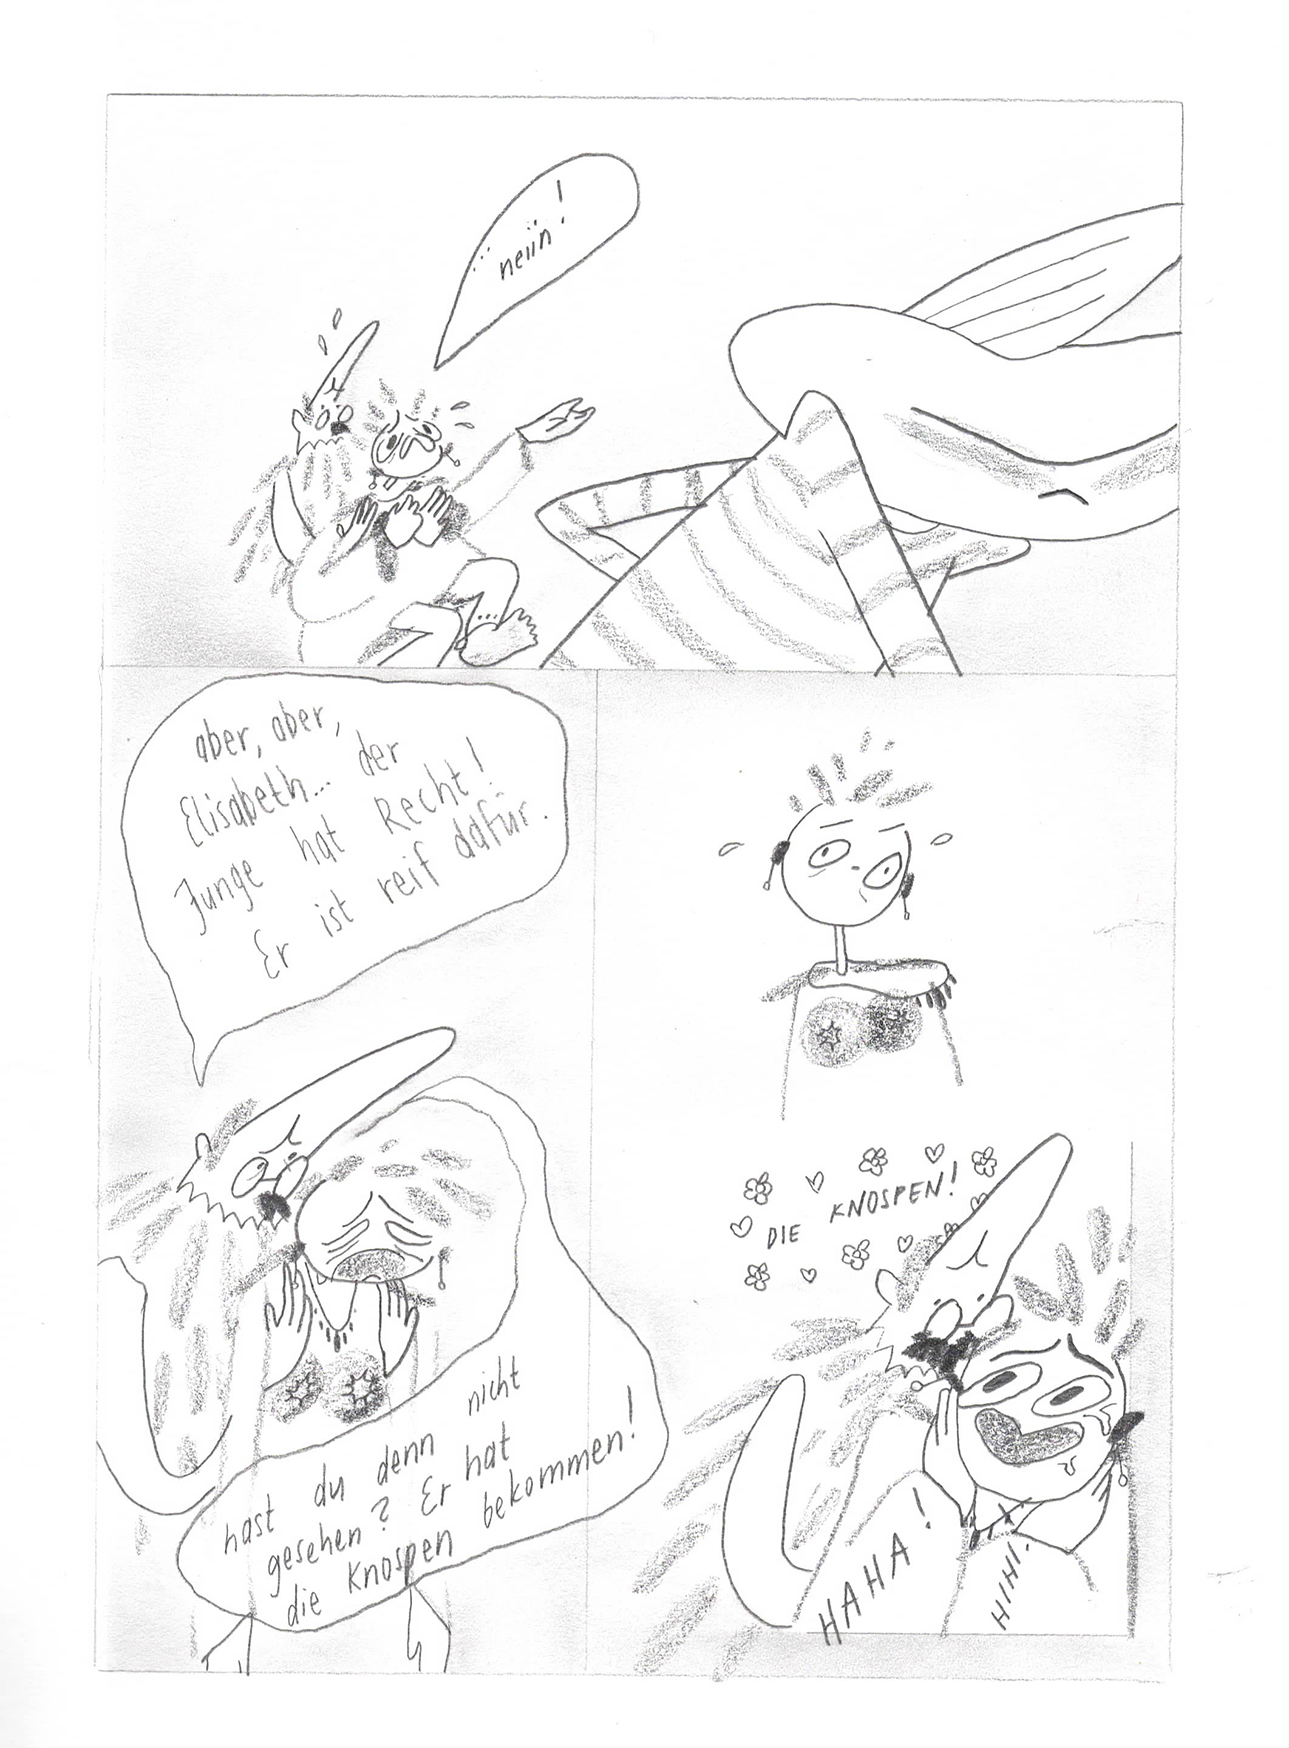 neiin!
aber, aber,
Elisabeth... der
Junge hat Recht!
Er ist reif dafür.
hast du denn nicht
gesehen? Er hat
die Knospen bekommen!
DIE KNOSPEN!
HAHA!
HIHI!